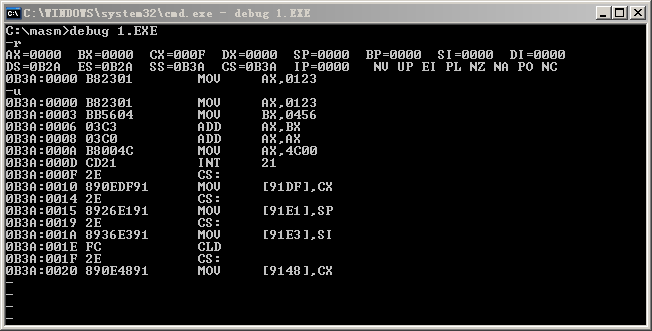 C:\WINDOWS\system32\cmd.exe - debug 1.EXE
C:\masm>debug 1.EXE
-r
AX=0000  BX=0000  CX=000F  DX=0000  SP=0000  BP=0000  SI=0000  DI=0000
DS=0B2A  ES=0B2A  SS=0B3A  CS=0B3A  IP=0000   NV UP EI PL NZ NA PO NC
0B3A:0000 B82301        MOV     AX,0123
-u
0B3A:0000 B82301        MOV     AX,0123
0B3A:0003 BB5604        MOV     BX,0456
0B3A:0006 03C3          ADD     AX,BX
0B3A:0008 03C0          ADD     AX,AX
0B3A:000A B8004C        MOV     AX,4C00
0B3A:000D CD21          INT     21
0B3A:000F 2E            CS:
0B3A:0010 890EDF91      MOV     [91DF],CX
0B3A:0014 2E            CS:
0B3A:0015 8926E191      MOV     [91E1],SP
0B3A:0019 2E            CS:
0B3A:001A 8936E391      MOV     [91E3],SI
0B3A:001E FC            CLD
0B3A:001F 2E            CS:
0B3A:0020 890E4891      MOV     [9148],CX
-
-
-
-